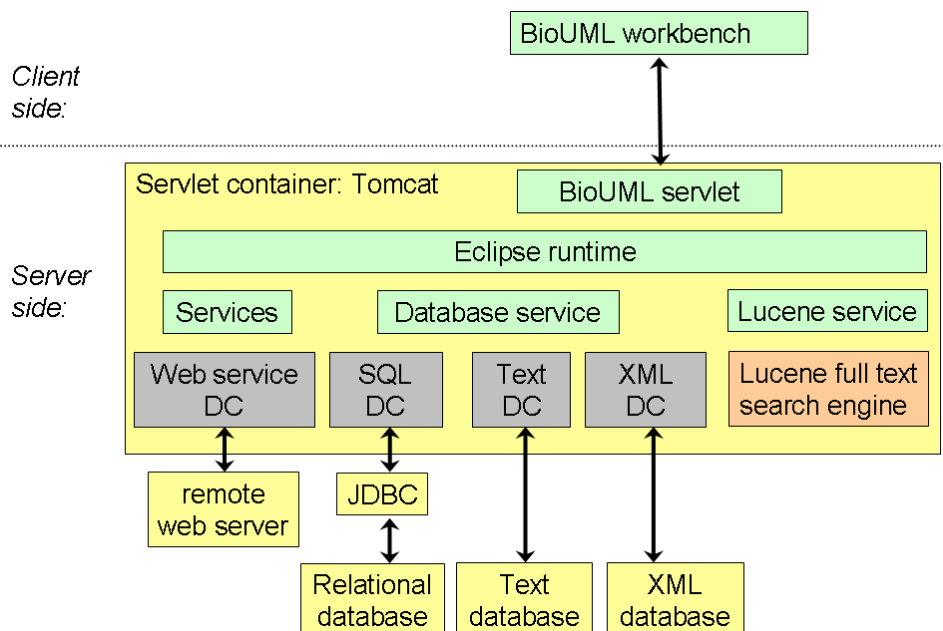 BioUML workbench
Client
side:
Servlet container: Tomcat
BioUML servlet
Eclipse runtime
Server
side:
Services
Database service
Lucene service
Web service
DC
SQL
DC
Text
DC
XML
DC
Lucene full text
search engine
remote
web server
JDBC
Relational
database
Text
database
XML
database